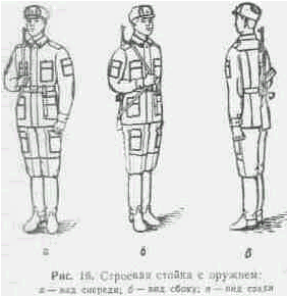 а б в
Рис. 16. Строевая стойка с оружием:
а — вид спереди; б — вид сбоку; в — вид сзади